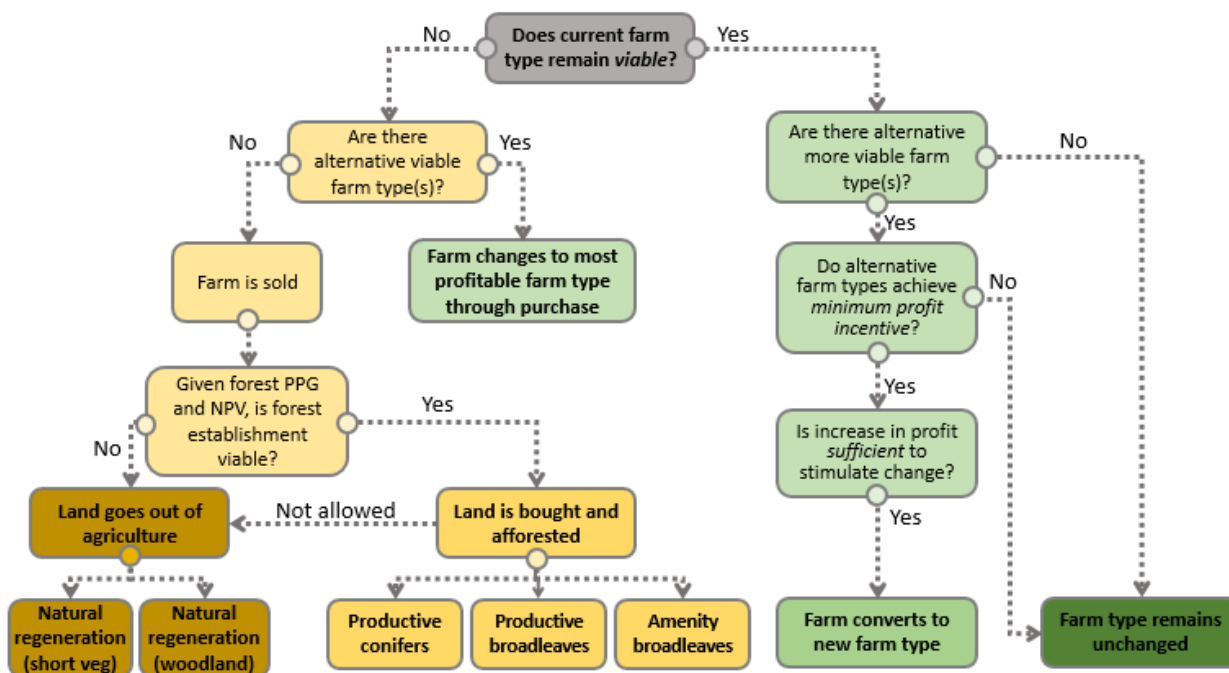 No
Does current farm
type remain viable?
Yes
No
Are there
alternative viable
farm type(s)?
Yes
Are there alternative
more viable farm
type(s)?
No
Yes
Farm is sold
Farm changes to most
profitable farm type
through purchase
Do alternative
farm types achieve
minimum profit
incentive?
No
Yes
Given forest PPG
and NPV, is forest
establishment
viable?
Yes
No
Is increase in profit
sufficient to
stimulate change?
Yes
Land goes out of
agriculture
Not allowed
Land is bought and
afforested
Natural
regeneration
(short veg)
Natural
regeneration
(woodland)
Productive
conifers
Productive
broadleaves
Amenity
broadleaves
Farm converts to
new farm type
Farm type remains
unchanged